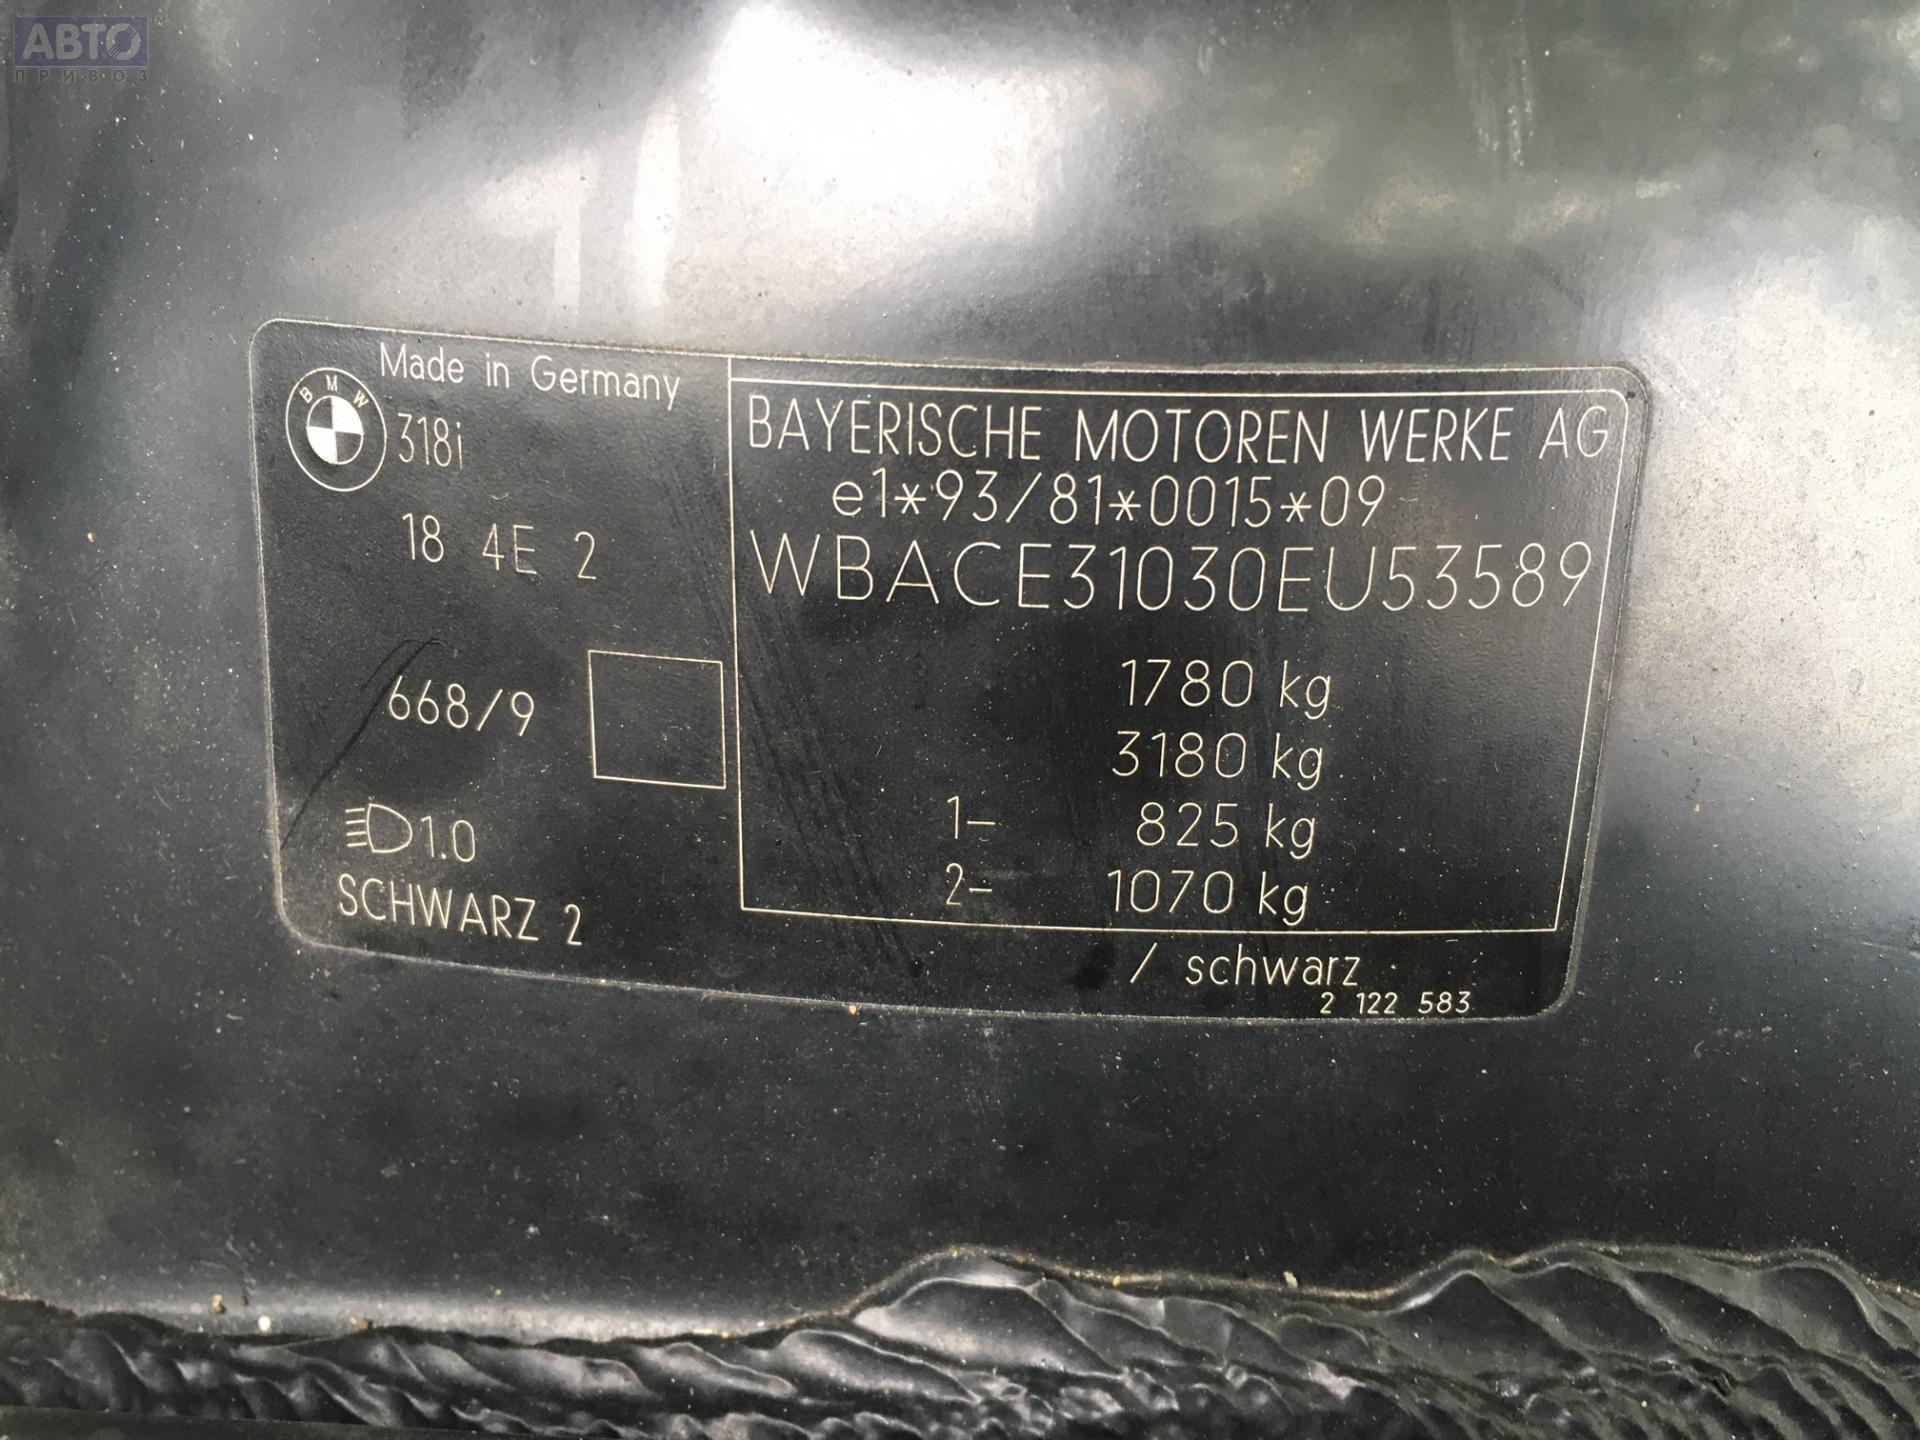 АВТО
ПРИВОЗ
Made in Germany
BMW
318i
18 4E 2
668/9
1.0
SCHWARZ 2
BAYERISCHE MOTOREN WERKE AG
e1*93/81*0015*09
WBACE31030EU53589
1780 kg
3180 kg
1- 825 kg
2- 1070 kg
/ schwarz
2 122 583